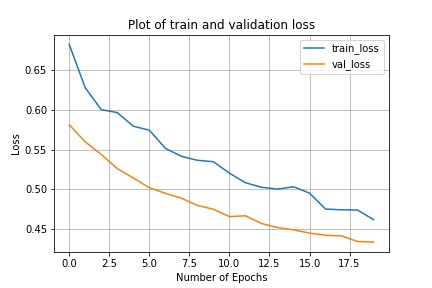 Plot of train and validation loss
train_loss
val_loss
Loss
0.65
0.60
0.55
0.50
0.45
0.0 2.5 5.0 7.5 10.0 12.5 15.0 17.5
Number of Epochs